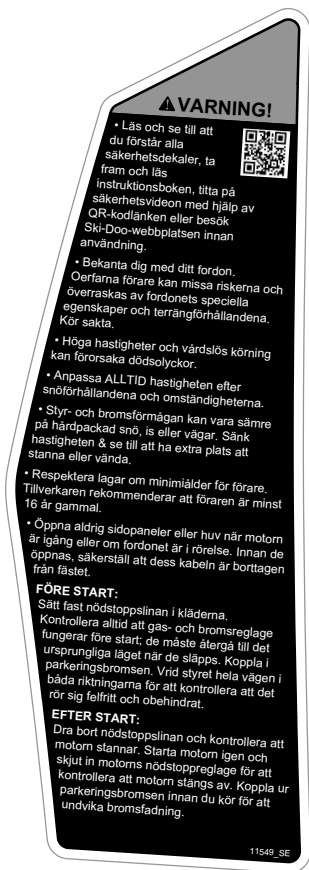 VARNING!
• Läs och se till att
du förstår alla
säkerhetsdekaler, ta
fram och läs
instruktionsboken, titta på
säkerhetsvideon med hjälp av
QR-kodlänken eller besök
Ski-Doo-webbplatsen innan
användning.
• Bekanta dig med ditt fordon.
Oerfarna förare kan missa riskerna och
överraskas av fordonets speciella
egenskaper och terrängförhållandena.
Kör sakta.
• Höga hastigheter och vårdslös körning
kan förorsaka dödsolyckor.
• Anpassa ALLTID hastigheten efter
snöförhållandena och omständigheterna.
• Styr- och bromsförmågan kan vara sämre
på hårdpackad snö, is eller vägar. Sänk
hastigheten & se till att ha extra plats att
stanna eller vända.
• Respektera lagar om minimiålder för förare.
Tillverkaren rekommenderar att föraren är minst
16 år gammal.
• Öppna aldrig sidopaneler eller huv när motorn
är igång eller om fordonet är i rörelse. Innan de
öppnas, säkerställ att dess kabeln är borttagen
från fästet.
FÖRE START:
Sätt fast nödstoppslinan i kläderna.
Kontrollera alltid att gas- och bromsreglage
fungerar före start; de måste återgå till det
ursprungliga läget när de släpps. Koppla i
parkeringsbromsen. Vrid styret hela vägen i
båda riktningarna för att kontrollera att det
rör sig felfritt och obehindrat.
EFTER START:
Dra bort nödstoppslinan och kontrollera att
motorn stannar. Starta motorn igen och
skjut in motorns nödstoppreglage för att
kontrollera att motorn stängs av. Koppla ur
parkeringsbromsen innan du kör för att
undvika bromsfadning.
11549_SE